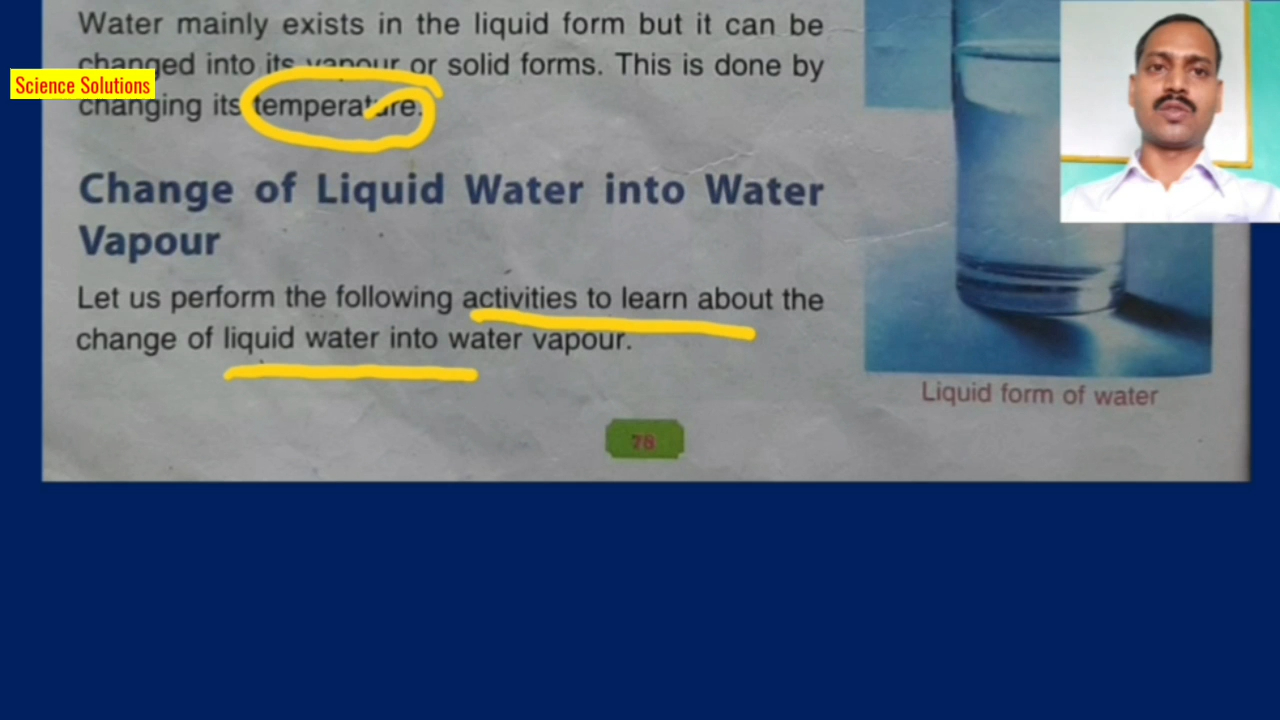 Water mainly exists in the liquid form but it can be
changed into its vapour or solid forms. This is done by
Science Solutions
changing its temperature.
Change of Liquid Water into Water
Vapour
Let us perform the following activities to learn about the
change of liquid water into water vapour.
Liquid form of water
78